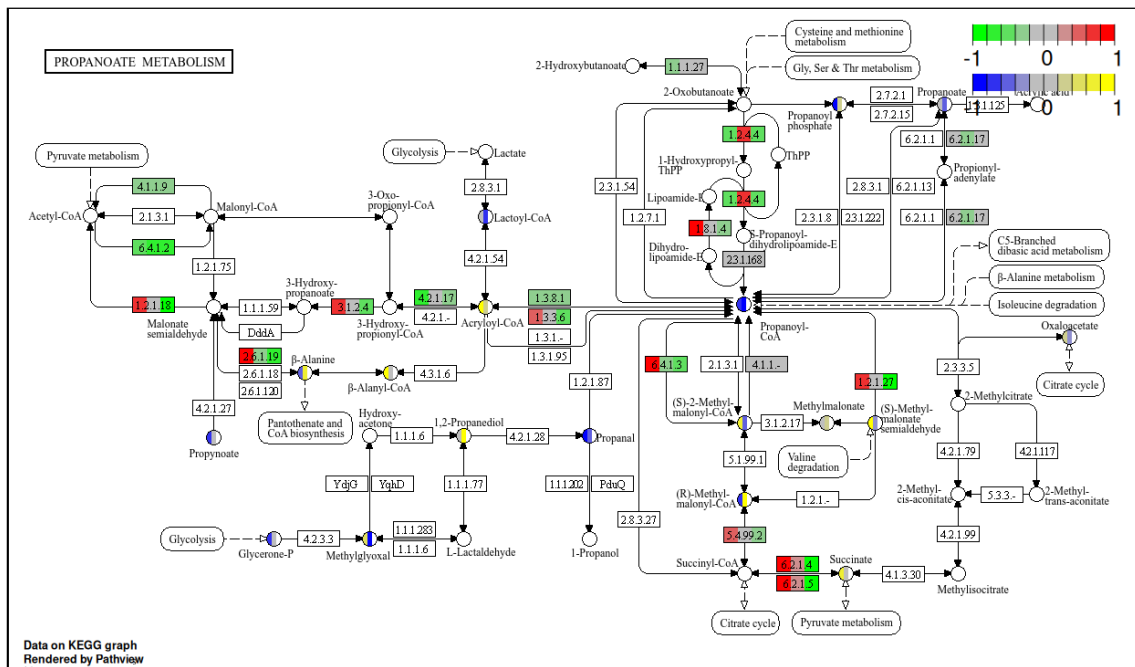 PROPANOATE METABOLISM
Cysteine and methionine
metabolism
Gly, Ser & Thr metabolism
2-Hydroxybutanoate
1.1.1.27
2-Oxobutanoate
-1 0 1
-1 0 1
Propanoyl
phosphate
2.7.2.1
2.7.2.15
Propanoate
1.3.1.125
Acrylic acid
1.2.4.4
ThPP
1-Hydroxypropyl-
ThPP
6.2.1.1
6.2.1.17
Propionyl-
adenylate
Pyruvate metabolism
Glycolysis
Lactate
2.8.3.1
Lactoyl-CoA
4.2.1.54
4.1.1.9
Acetyl-CoA
2.1.3.1
Malonyl-CoA
6.4.1.2
3-Oxo-
propionyl-CoA
2.3.1.54
1.2.7.1
Lipoamide-E
1.2.4.4
1.8.1.4
S-Propanoyl-
dihydrolipoamide-E
Dihydro-
lipoamide-E
2.3.1.168
2.3.1.8
2.3.1.222
2.8.3.1
6.2.1.13
6.2.1.1
6.2.1.17
C5-Branched
dibasic acid metabolism
β-Alanine metabolism
Isoleucine degradation
1.2.1.75
1.2.1.18
Malonate
semialdehyde
1.1.1.59
3-Hydroxy-
propanoate
DddA
3.1.2.4
3-Hydroxy-
propionyl-CoA
4.2.1.17
4.2.1.-
Acryloyl-CoA
1.3.8.1
1.3.3.6
1.3.1.-
1.3.1.95
Propanoyl-
CoA
Oxaloacetate
Citrate cycle
2.6.1.19
2.6.1.18
2.6.1.120
β-Alanine
β-Alanyl-CoA
4.3.1.6
1.2.1.87
6.4.1.3
2.1.3.1
4.1.1.-
1.2.1.27
2.3.3.5
4.2.1.27
Propynoate
Pantothenate and
CoA biosynthesis
Hydroxy-
acetone
1.1.1.6
1,2-Propanediol
4.2.1.28
Propanal
(S)-2-Methyl-
malonyl-CoA
3.1.2.17
Methylmalonate
(S)-Methyl-
malonate
semialdehyde
2-Methylcitrate
Valine
degradation
5.1.99.1
4.2.1.79
4.2.1.117
YdjG
YqhD
1.1.1.77
1.1.1.202
PduQ
2.8.3.27
(R)-Methyl-
malonyl-CoA
1.2.1.-
2-Methyl-
cis-aconitate
5.3.3.-
2-Methyl-
trans-aconitate
Glycolysis
Glycerone-P
4.2.3.3
Methylglyoxal
1.1.1.283
1.1.1.6
L-Lactaldehyde
1-Propanol
5.4.99.2
4.2.1.99
Succinyl-CoA
6.2.1.4
6.2.1.5
Succinate
4.1.3.30
Methylisocitrate
Citrate cycle
Pyruvate metabolism
Data on KEGG graph
Rendered by Pathview